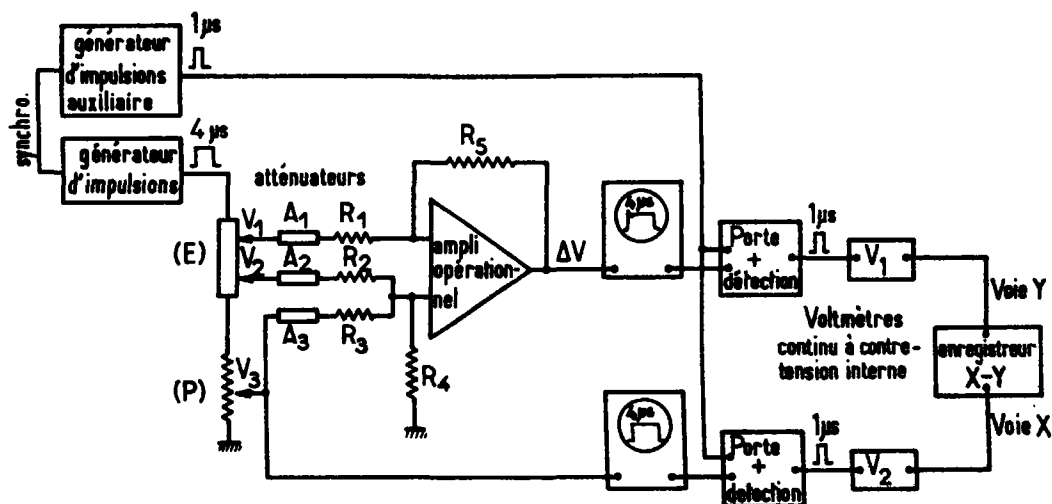 générateur
d'impulsions
auxiliaire
1µs
synchro.
4 µs
générateur
d'impulsions
atténuateurs
R5
V1
A1
R1
(E)
V2
A2
R2
ampli
opération-
nel
ΔV
4µs
Porte
+
détection
1µs
V1
Voie Y
A3
R3
Voltmètres
continu à contre-
tension interne
enregistreur
X-Y
(P)
V3
R4
4µs
Porte
+
détection
1µs
V2
Voie X